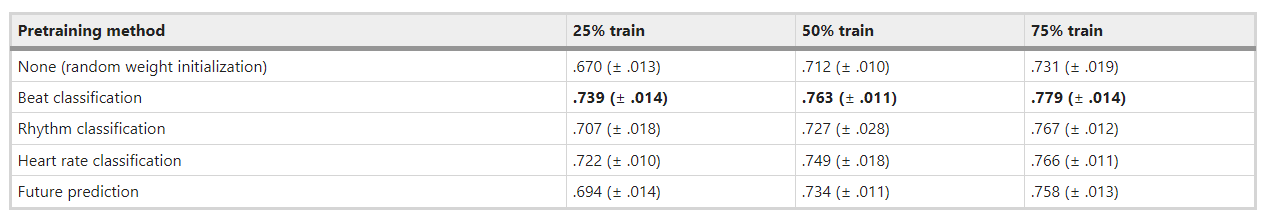 Pretraining method 25% train 50% train 75% train
None (random weight initialization) .670 (± .013) .712 (± .010) .731 (± .019)
Beat classification .739 (± .014) .763 (± .011) .779 (± .014)
Rhythm classification .707 (± .018) .727 (± .028) .767 (± .012)
Heart rate classification .722 (± .010) .749 (± .018) .766 (± .011)
Future prediction .694 (± .014) .734 (± .011) .758 (± .013)